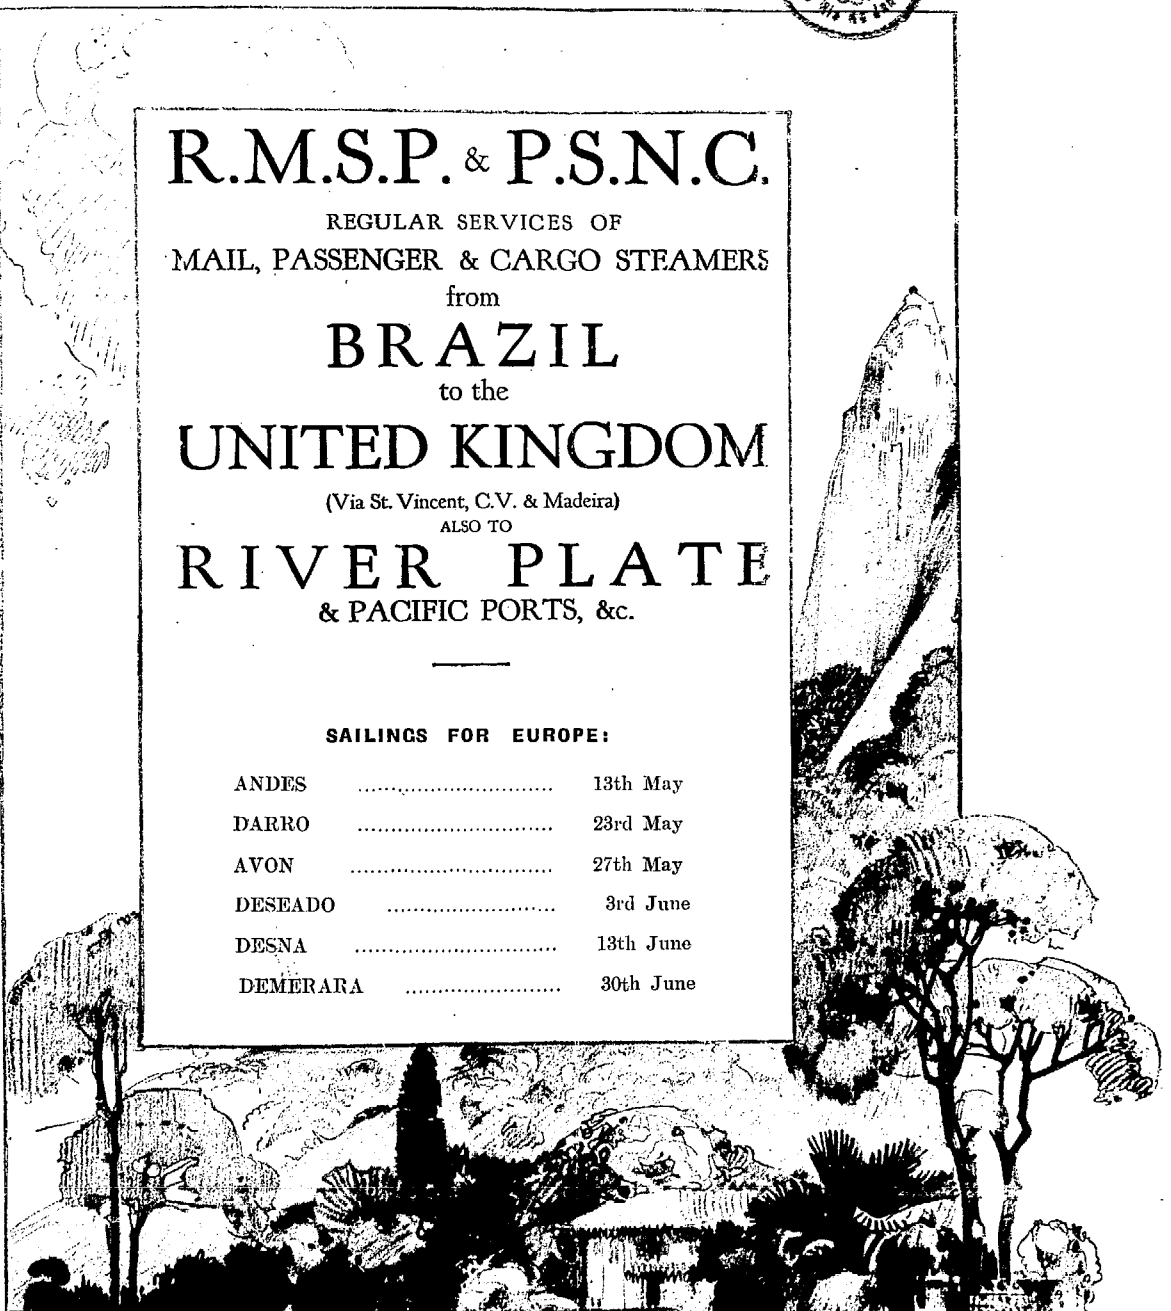 R.M.S.P. & P.S.N.C.
REGULAR SERVICES OF
MAIL, PASSENGER & CARGO STEAMERS
from
BRAZIL
to the
UNITED KINGDOM
(Via St. Vincent, C.V. & Madeira)
ALSO TO
RIVER PLATE
& PACIFIC PORTS, &c.
SAILINGS FOR EUROPE:
ANDES ............................. 13th May
DARRO ............................. 23rd May
AVON .............................. 27th May
DESEADO ......................... 3rd June
DESNA .............................. 13th June
DEMERARA ....................... 30th June